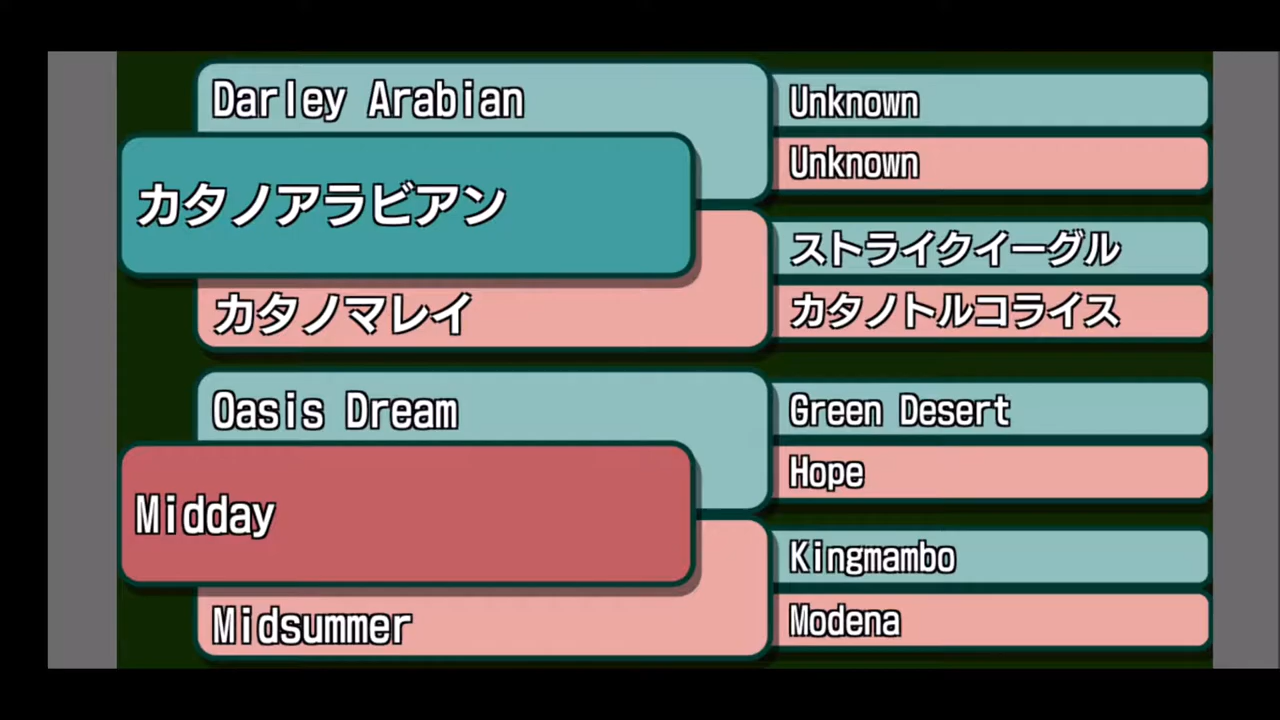 Darley Arabian
Unknown
カタノアラビアン
Unknown
ストライクイーグル
カタノマレイ
カタノトルコライス
Oasis Dream
Green Desert
Hope
Midday
Kingmambo
Midsummer
Modena